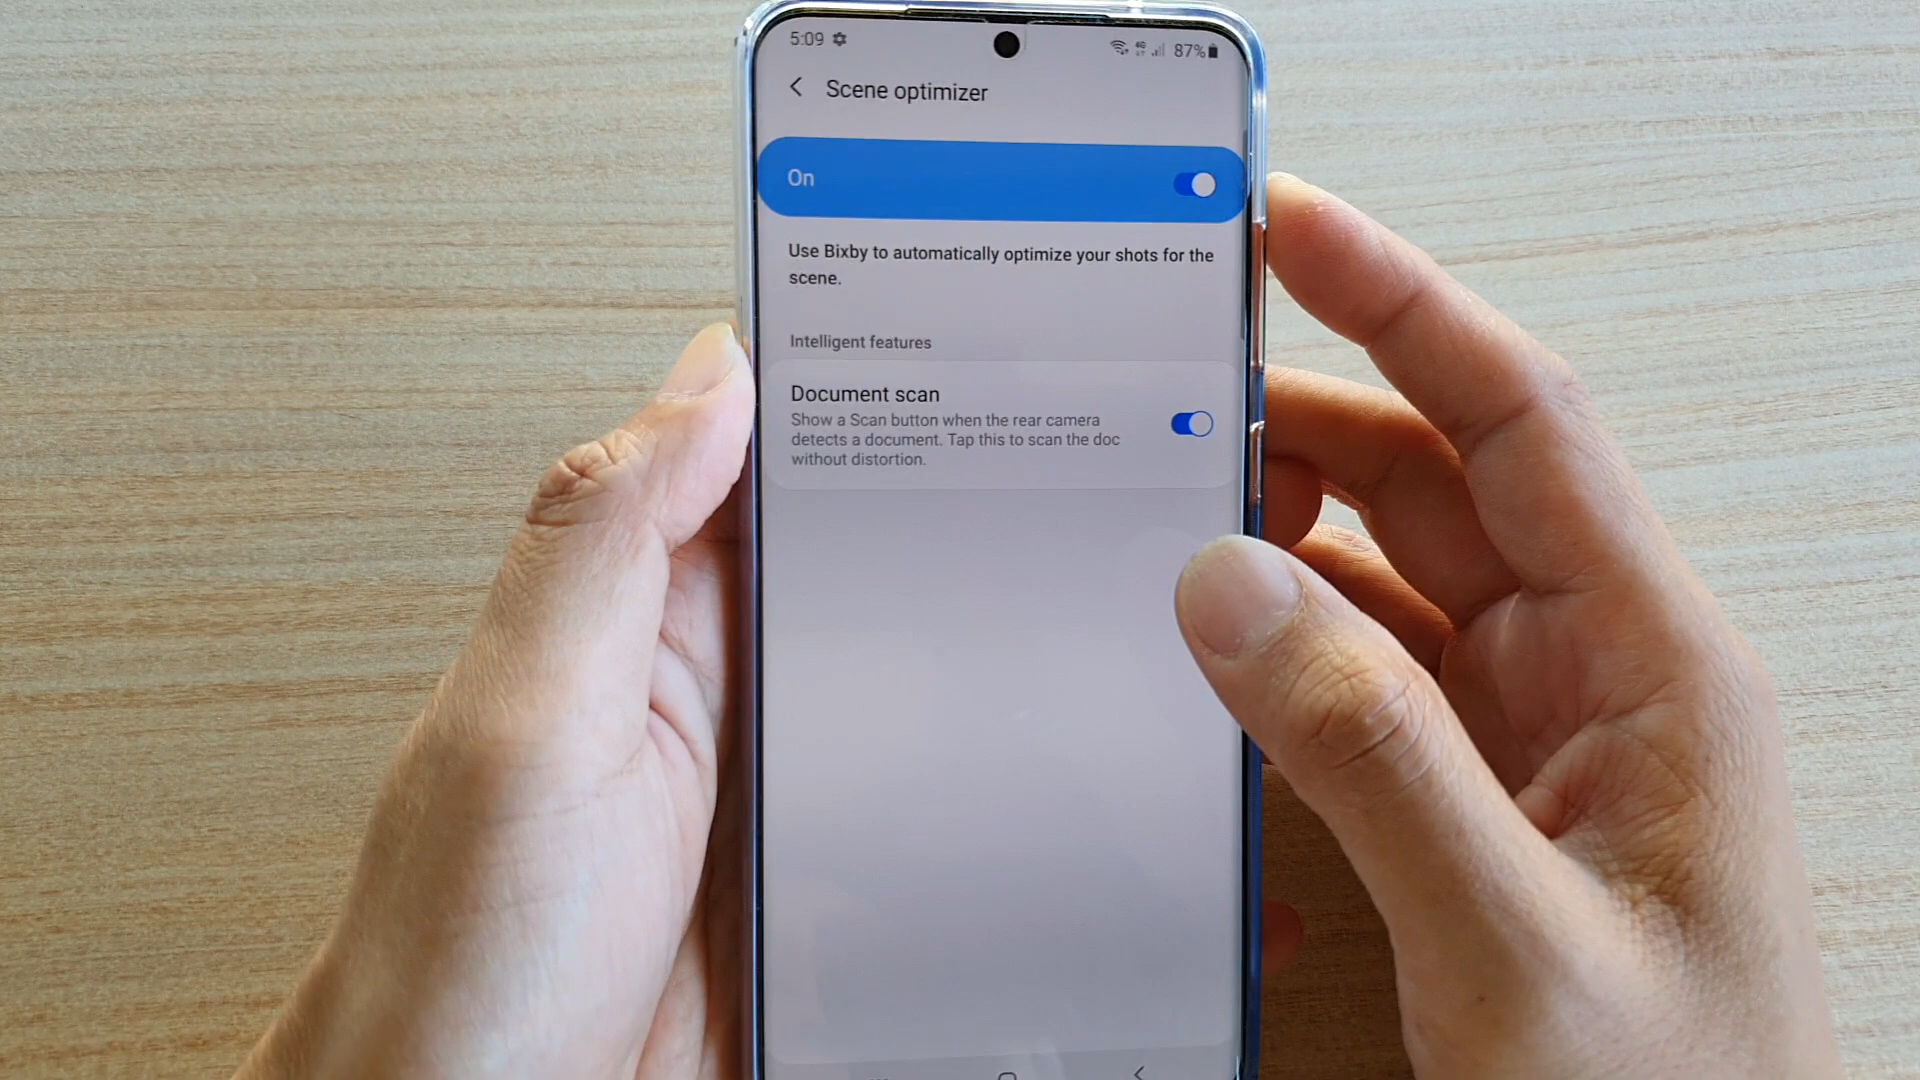 5:09
4G
87%
Scene optimizer
On
Use Bixby to automatically optimize your shots for the
scene.
Intelligent features
Document scan
Show a Scan button when the rear camera
detects a document. Tap this to scan the doc
without distortion.